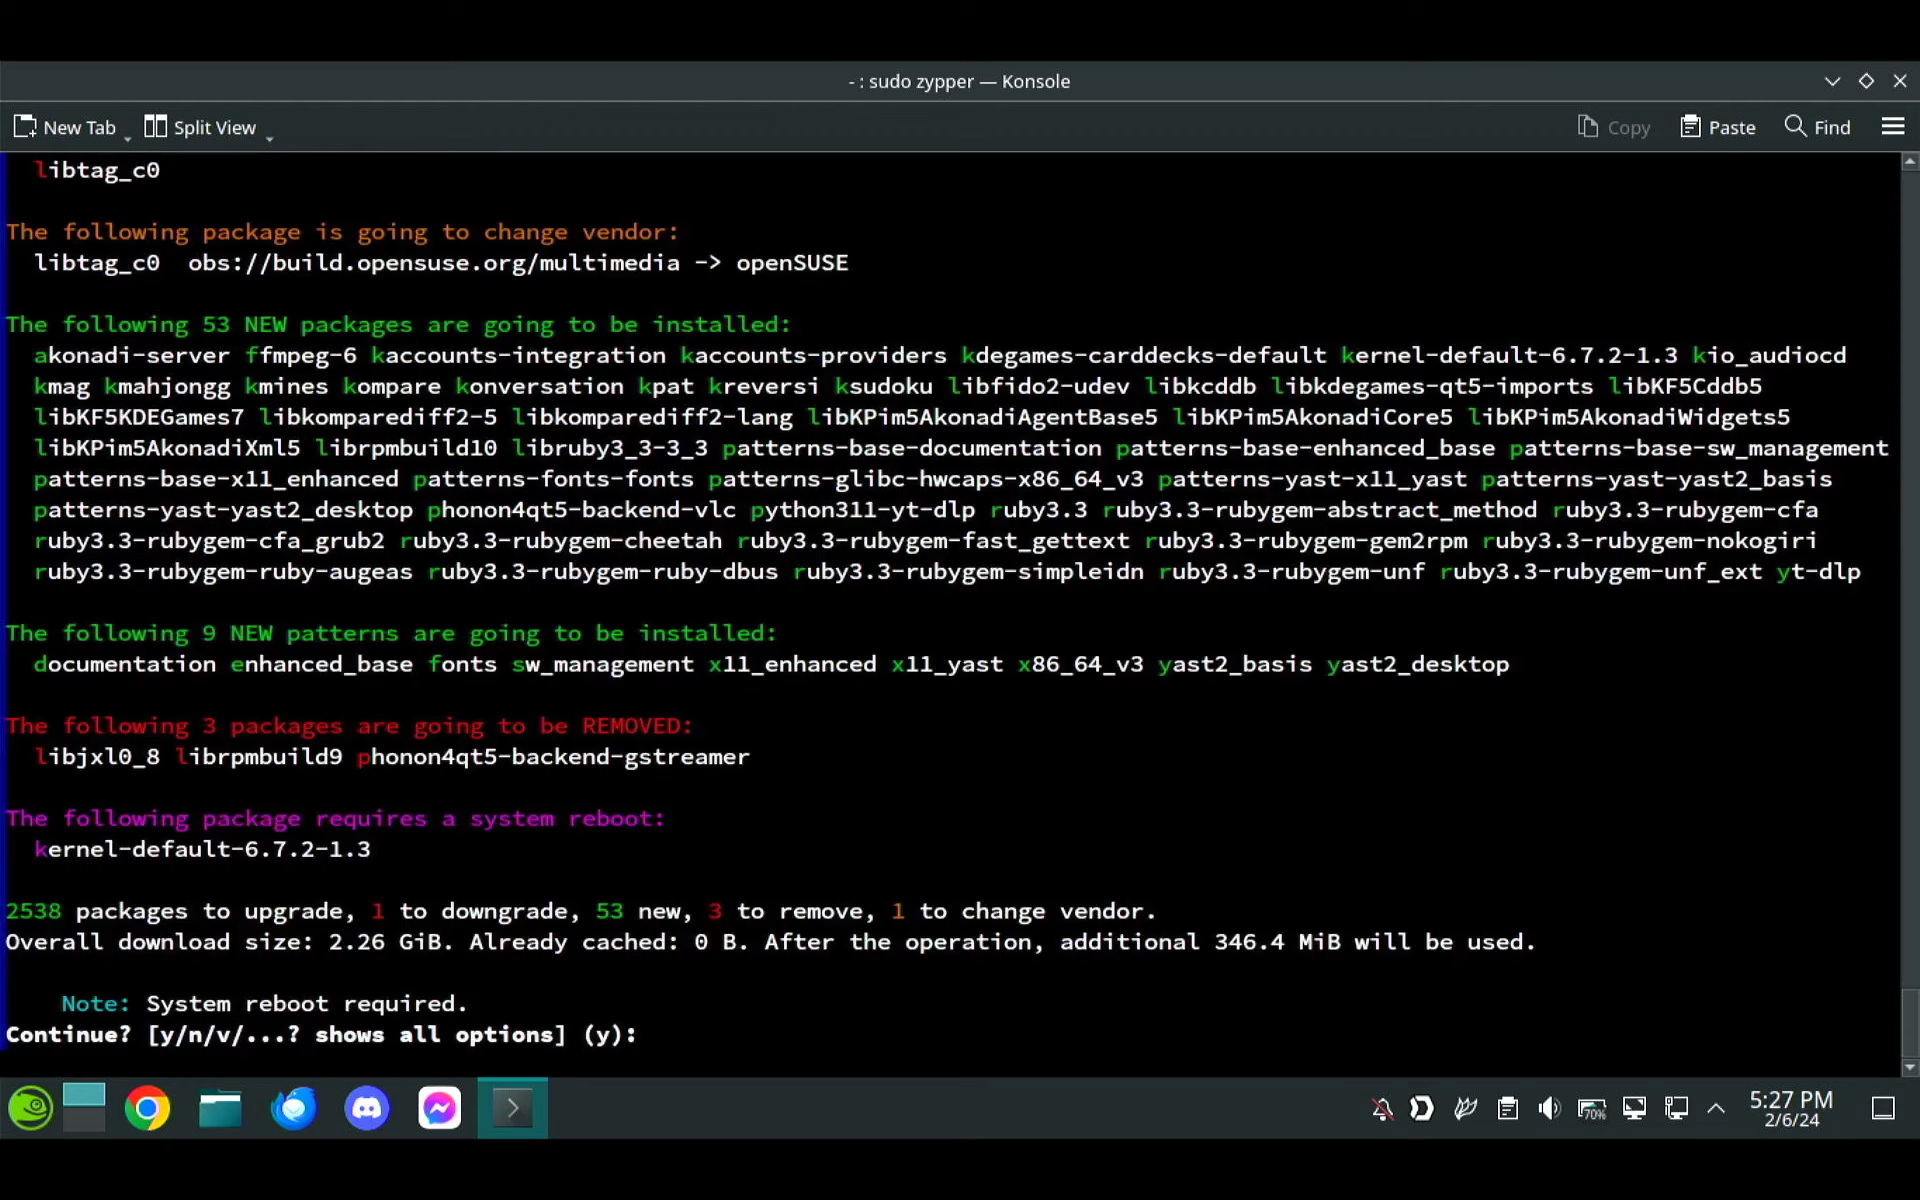 - : sudo zypper — Konsole
New Tab
Split View
Copy
Paste
Find
libtag_c0
The following package is going to change vendor:
libtag_c0  obs://build.opensuse.org/multimedia -> openSUSE
The following 53 NEW packages are going to be installed:
akonadi-server ffmpeg-6 kaccounts-integration kaccounts-providers kdegames-carddecks-default kernel-default-6.7.2-1.3 kio_audiocd
kmag kmahjongg kmines kompare konversation kpat kreversi ksudoku libfido2-udev libkcddb libkdegames-qt5-imports libKF5Cddb5
libKF5KDEGames7 libkomparediff2-5 libkomparediff2-lang libKPim5AkonadiAgentBase5 libKPim5AkonadiCore5 libKPim5AkonadiWidgets5
libKPim5AkonadiXml5 librpmbuild10 libruby3_3-3_3 patterns-base-documentation patterns-base-enhanced_base patterns-base-sw_management
patterns-base-x11_enhanced patterns-fonts-fonts patterns-glibc-hwcaps-x86_64_v3 patterns-yast-x11_yast patterns-yast-yast2_basis
patterns-yast-yast2_desktop phonon4qt5-backend-vlc python311-yt-dlp ruby3.3 ruby3.3-rubygem-abstract_method ruby3.3-rubygem-cfa
ruby3.3-rubygem-cfa_grub2 ruby3.3-rubygem-cheetah ruby3.3-rubygem-fast_gettext ruby3.3-rubygem-gem2rpm ruby3.3-rubygem-nokogiri
ruby3.3-rubygem-ruby-augeas ruby3.3-rubygem-ruby-dbus ruby3.3-rubygem-simpleidn ruby3.3-rubygem-unf ruby3.3-rubygem-unf_ext yt-dlp
The following 9 NEW patterns are going to be installed:
documentation enhanced_base fonts sw_management x11_enhanced x11_yast x86_64_v3 yast2_basis yast2_desktop
The following 3 packages are going to be REMOVED:
libjxl0_8 librpmbuild9 phonon4qt5-backend-gstreamer
The following package requires a system reboot:
kernel-default-6.7.2-1.3
2538 packages to upgrade, 1 to downgrade, 53 new, 3 to remove, 1 to change vendor.
Overall download size: 2.26 GiB. Already cached: 0 B. After the operation, additional 346.4 MiB will be used.
Note: System reboot required.
Continue? [y/n/v/...? shows all options] (y):
70%
5:27 PM
2/6/24